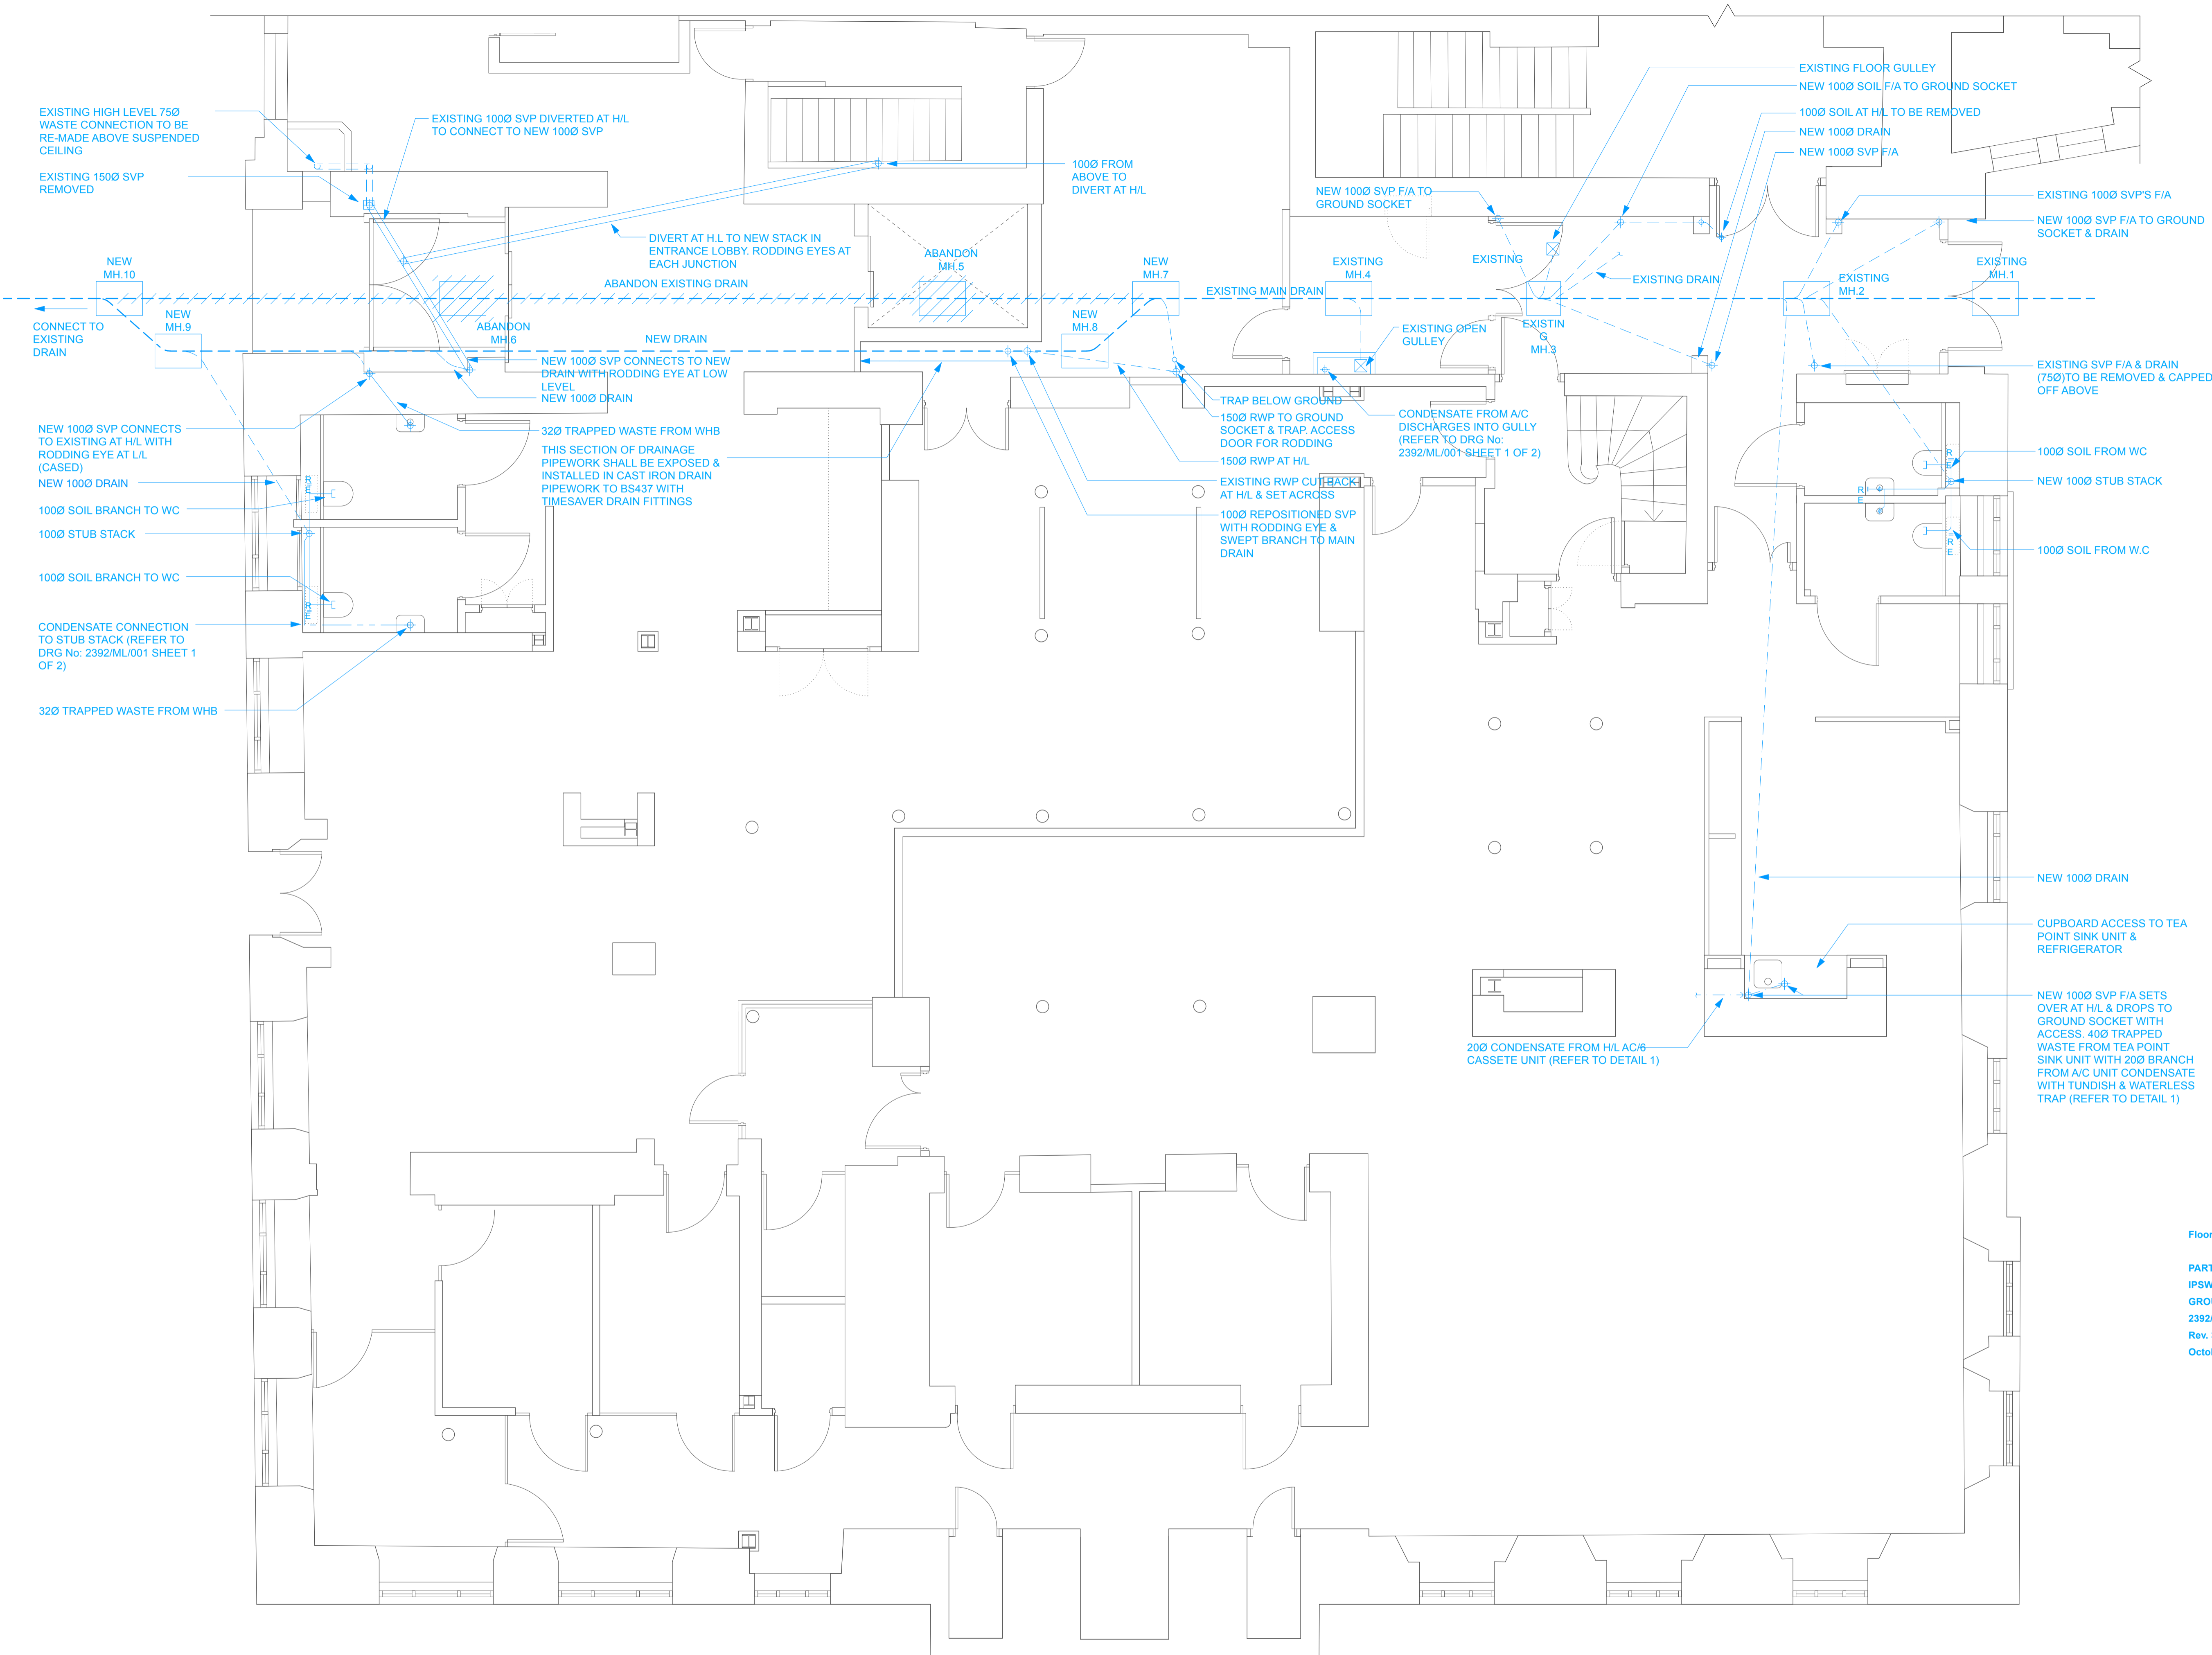 EXISTING HIGH LEVEL 75Ø
WASTE CONNECTION TO BE
RE-MADE ABOVE SUSPENDED
CEILING
EXISTING 150Ø SVP
REMOVED
EXISTING 100Ø SVP DIVERTED AT H/L
TO CONNECT TO NEW 100Ø SVP
100Ø FROM
ABOVE TO
DIVERT AT H/L
DIVERT AT H.L TO NEW STACK IN
ENTRANCE LOBBY. RODDING EYES AT
EACH JUNCTION
ABANDON EXISTING DRAIN
ABANDON
MH.5
NEW
MH.10
NEW
MH.9
CONNECT TO
EXISTING
DRAIN
ABANDON
MH.6
NEW DRAIN
NEW
MH.7
NEW
MH.8
EXISTING MAIN DRAIN
EXISTING
MH.4
NEW 100Ø SVP F/A TO
GROUND SOCKET
EXISTING
EXISTIN
G
MH.3
EXISTING DRAIN
EXISTING
MH.2
EXISTING
MH.1
EXISTING FLOOR GULLEY
NEW 100Ø SOIL F/A TO GROUND SOCKET
100Ø SOIL AT H/L TO BE REMOVED
NEW 100Ø DRAIN
NEW 100Ø SVP F/A
EXISTING 100Ø SVP'S F/A
NEW 100Ø SVP F/A TO GROUND
SOCKET & DRAIN
EXISTING SVP F/A & DRAIN
(75Ø)TO BE REMOVED & CAPPED
OFF ABOVE
EXISTING OPEN
GULLEY
NEW 100Ø SVP CONNECTS TO NEW
DRAIN WITH RODDING EYE AT LOW
LEVEL
NEW 100Ø DRAIN
32Ø TRAPPED WASTE FROM WHB
THIS SECTION OF DRAINAGE
PIPEWORK SHALL BE EXPOSED &
INSTALLED IN CAST IRON DRAIN
PIPEWORK TO BS437 WITH
TIMESAVER DRAIN FITTINGS
TRAP BELOW GROUND
150Ø RWP TO GROUND
SOCKET & TRAP. ACCESS
DOOR FOR RODDING
150Ø RWP AT H/L
EXISTING RWP CUT BACK
AT H/L & SET ACROSS
100Ø REPOSITIONED SVP
WITH RODDING EYE &
SWEPT BRANCH TO MAIN
DRAIN
CONDENSATE FROM A/C
DISCHARGES INTO GULLY
(REFER TO DRG No:
2392/ML/001 SHEET 1 OF 2)
NEW 100Ø SVP CONNECTS
TO EXISTING AT H/L WITH
RODDING EYE AT L/L
(CASED)
NEW 100Ø DRAIN
100Ø SOIL BRANCH TO WC
100Ø STUB STACK
100Ø SOIL BRANCH TO WC
CONDENSATE CONNECTION
TO STUB STACK (REFER TO
DRG No: 2392/ML/001 SHEET 1
OF 2)
32Ø TRAPPED WASTE FROM WHB
R
E
R
E
R
E
R
E
R
E
100Ø SOIL FROM WC
NEW 100Ø STUB STACK
100Ø SOIL FROM W.C
NEW 100Ø DRAIN
CUPBOARD ACCESS TO TEA
POINT SINK UNIT &
REFRIGERATOR
NEW 100Ø SVP F/A SETS
OVER AT H/L & DROPS TO
GROUND SOCKET WITH
ACCESS. 40Ø TRAPPED
WASTE FROM TEA POINT
SINK UNIT WITH 20Ø BRANCH
FROM A/C UNIT CONDENSATE
WITH TUNDISH & WATERLESS
TRAP (REFER TO DETAIL 1)
20Ø CONDENSATE FROM H/L AC/6
CASSETE UNIT (REFER TO DETAIL 1)
Floor
PART
IPSW
GROU
2392/
Rev.
Octo